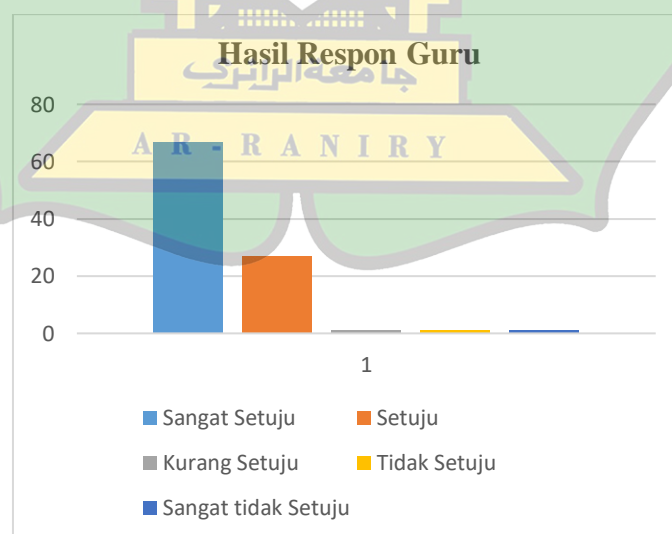 Hasil Respon Guru
جامعة الرانري
A R - R A N I R Y
80
60
40
20
0
1
Sangat Setuju
Setuju
Kurang Setuju
Tidak Setuju
Sangat tidak Setuju